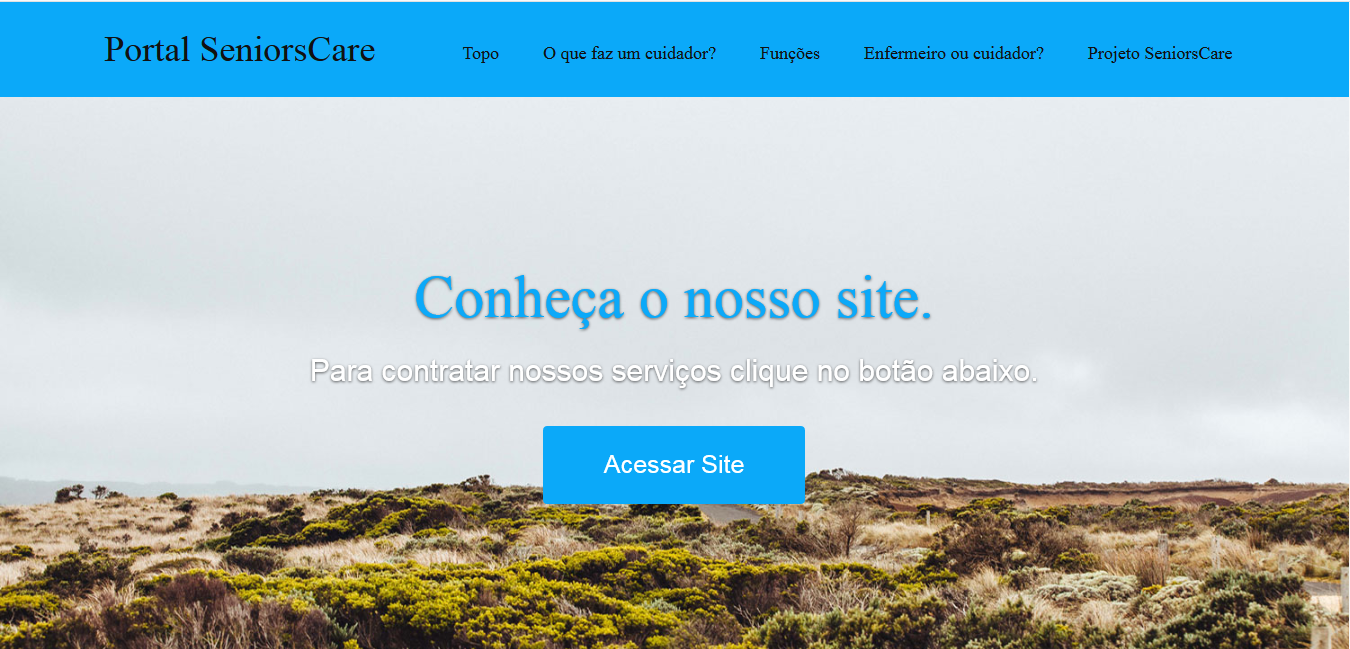 Portal SeniorsCare
Topo
O que faz um cuidador?
Funções
Enfermeiro ou cuidador?
Projeto SeniorsCare
Conheça o nosso site.
Para contratar nossos serviços clique no botão abaixo.
Acessar Site